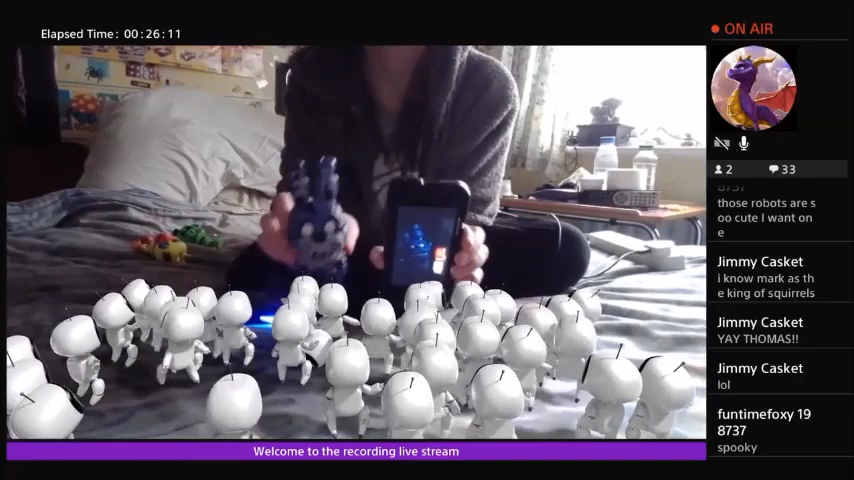 Elapsed Time: 00:26:11
ON AIR
2
33
8737
those robots are s
oo cute I want on
e
Jimmy Casket
i know mark as th
e king of squirrels
Jimmy Casket
YAY THOMAS!!
Jimmy Casket
lol
funtimefoxy 19
8737
spooky
Welcome to the recording live stream